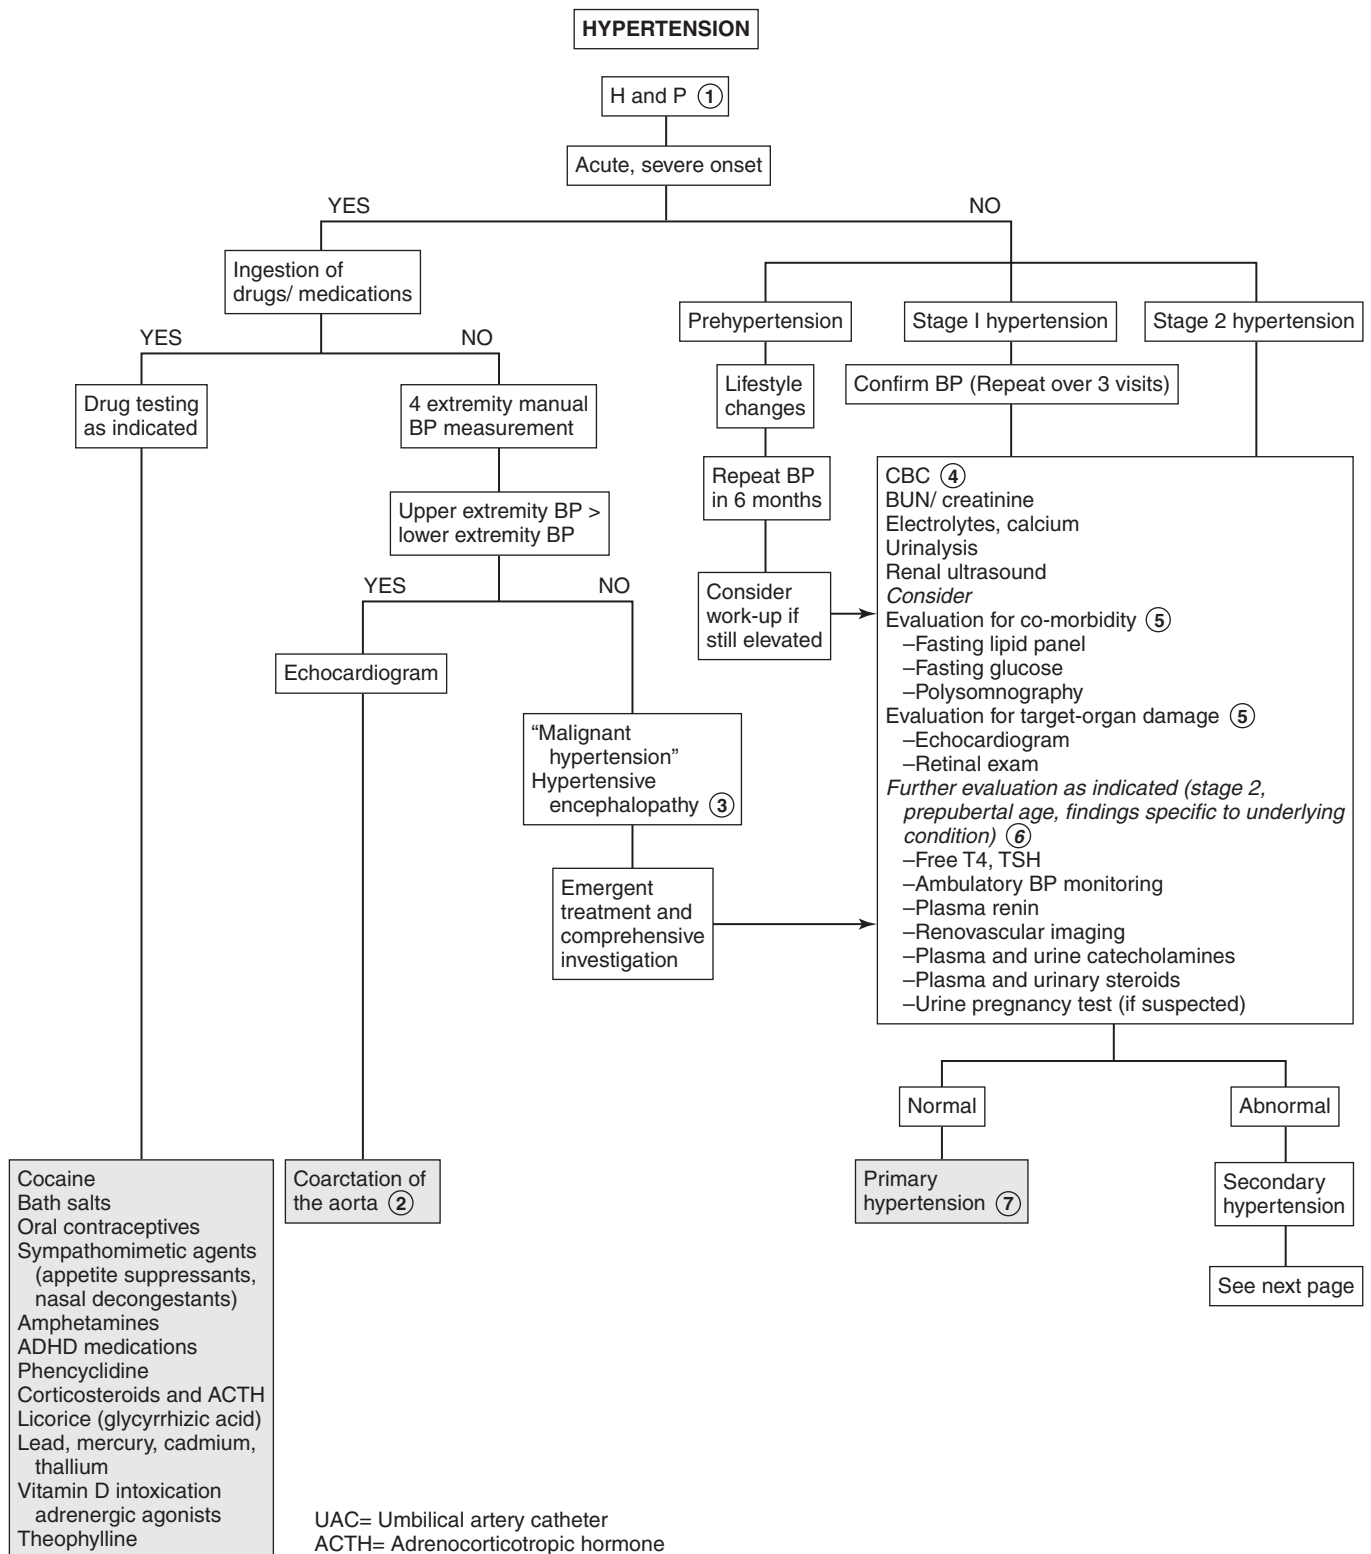 HYPERTENSION
H and P ①
Acute, severe onset
YES
NO
Ingestion of
drugs/ medications
YES
NO
Prehypertension
Stage I hypertension
Stage 2 hypertension
Drug testing
as indicated
4 extremity manual
BP measurement
Lifestyle
changes
Confirm BP (Repeat over 3 visits)
Upper extremity BP >
lower extremity BP
Repeat BP
in 6 months
YES
NO
Consider
work-up if
still elevated
Echocardiogram
"Malignant
hypertension"
Hypertensive
encephalopathy ③
Emergent
treatment and
comprehensive
investigation
CBC ④
BUN/ creatinine
Electrolytes, calcium
Urinalysis
Renal ultrasound
Consider
Evaluation for co-morbidity ⑤
–Fasting lipid panel
–Fasting glucose
–Polysomnography
Evaluation for target-organ damage ⑤
–Echocardiogram
–Retinal exam
Further evaluation as indicated (stage 2,
prepubertal age, findings specific to underlying
condition) ⑥
–Free T4, TSH
–Ambulatory BP monitoring
–Plasma renin
–Renovascular imaging
–Plasma and urine catecholamines
–Plasma and urinary steroids
–Urine pregnancy test (if suspected)
Normal
Abnormal
Cocaine
Bath salts
Oral contraceptives
Sympathomimetic agents
(appetite suppressants,
nasal decongestants)
Amphetamines
ADHD medications
Phencyclidine
Corticosteroids and ACTH
Licorice (glycyrrhizic acid)
Lead, mercury, cadmium,
thallium
Vitamin D intoxication
adrenergic agonists
Theophylline
Coarctation of
the aorta ②
Primary
hypertension ⑦
Secondary
hypertension
See next page
UAC= Umbilical artery catheter
ACTH= Adrenocorticotropic hormone